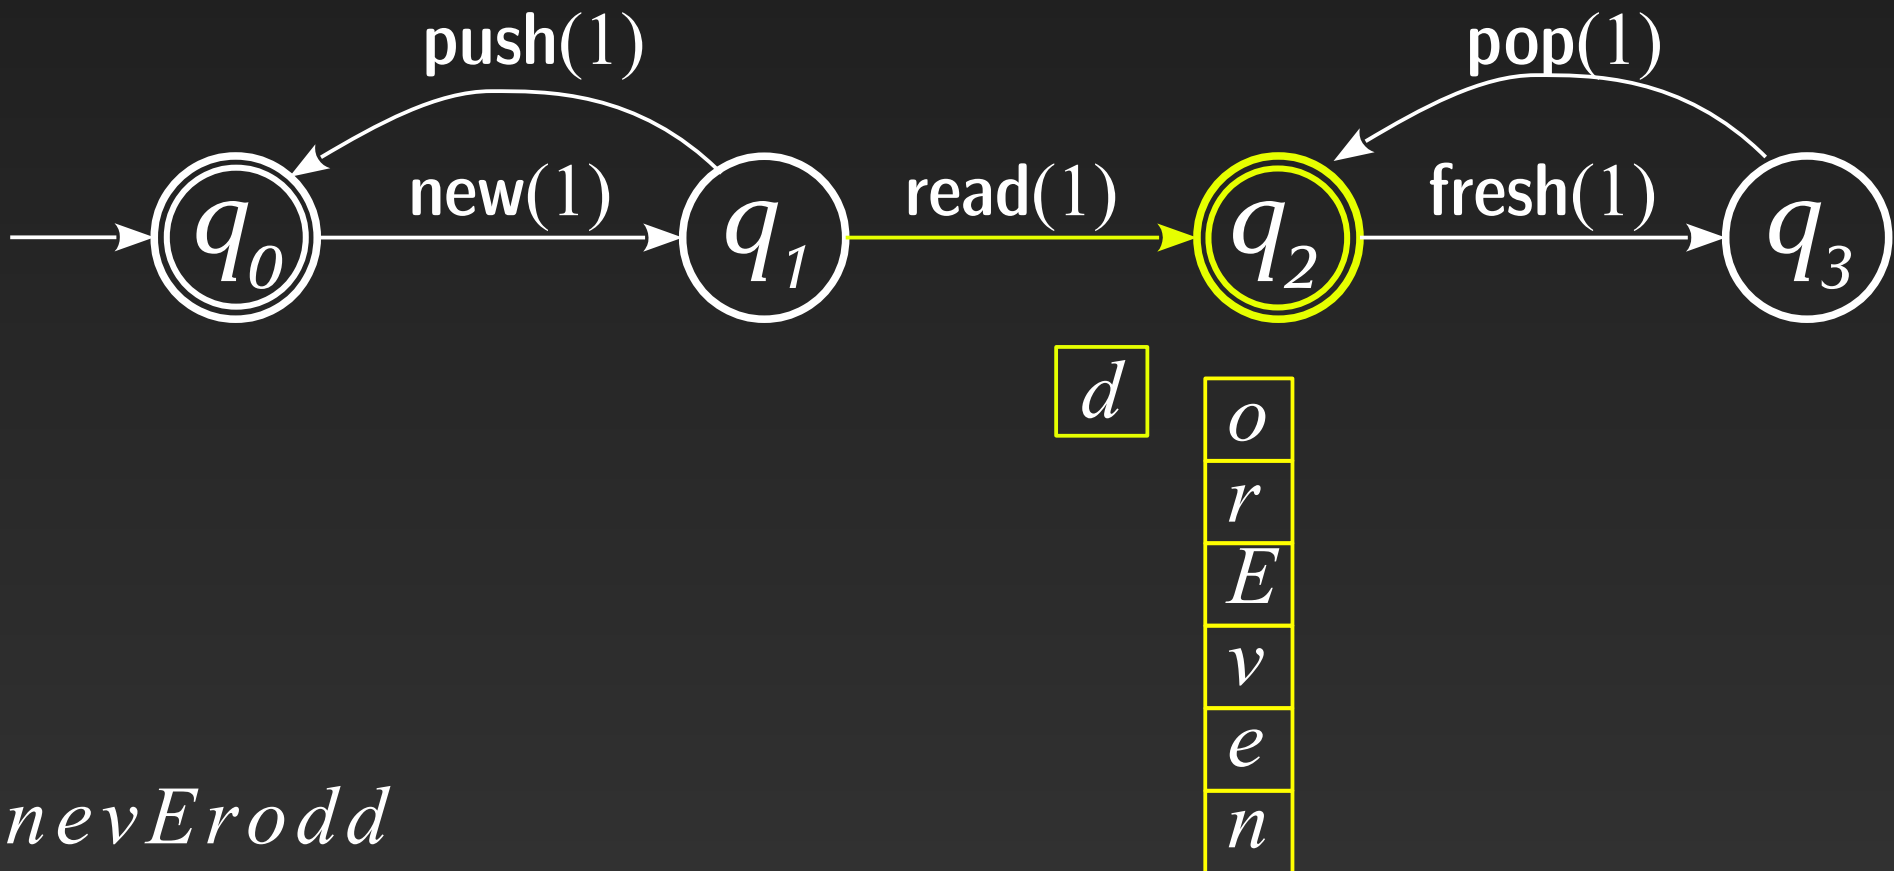 push(1) pop(1)
new(1) read(1) fresh(1)
q0 q1 q2 q3
d
o
r
E
v
e
n
nevErodd